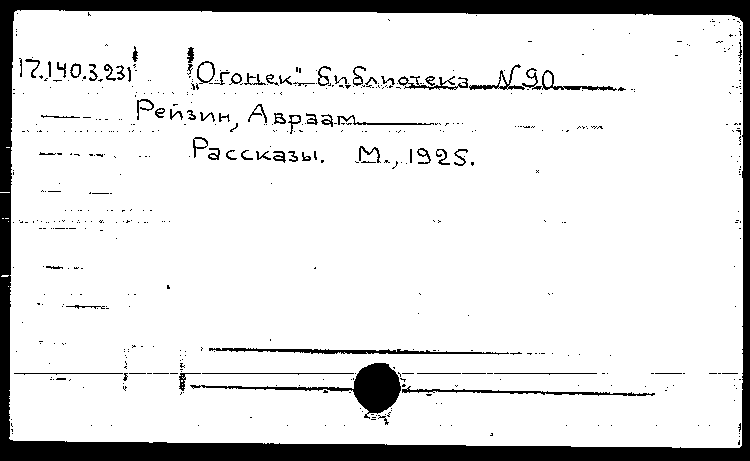 17.140.3.231 "Огонек" библиотека N 90
Рейзин, Авраам
Рассказы. М., 1925.